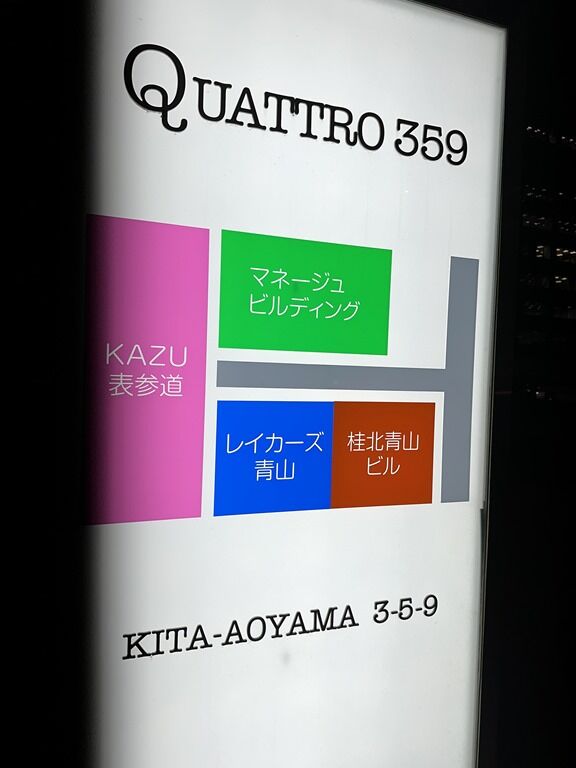 QUATTRO 359
マネージュ
ビルディング
KAZU
表参道
レイカーズ
青山
桂北青山
ビル
KITA-AOYAMA 3-5-9